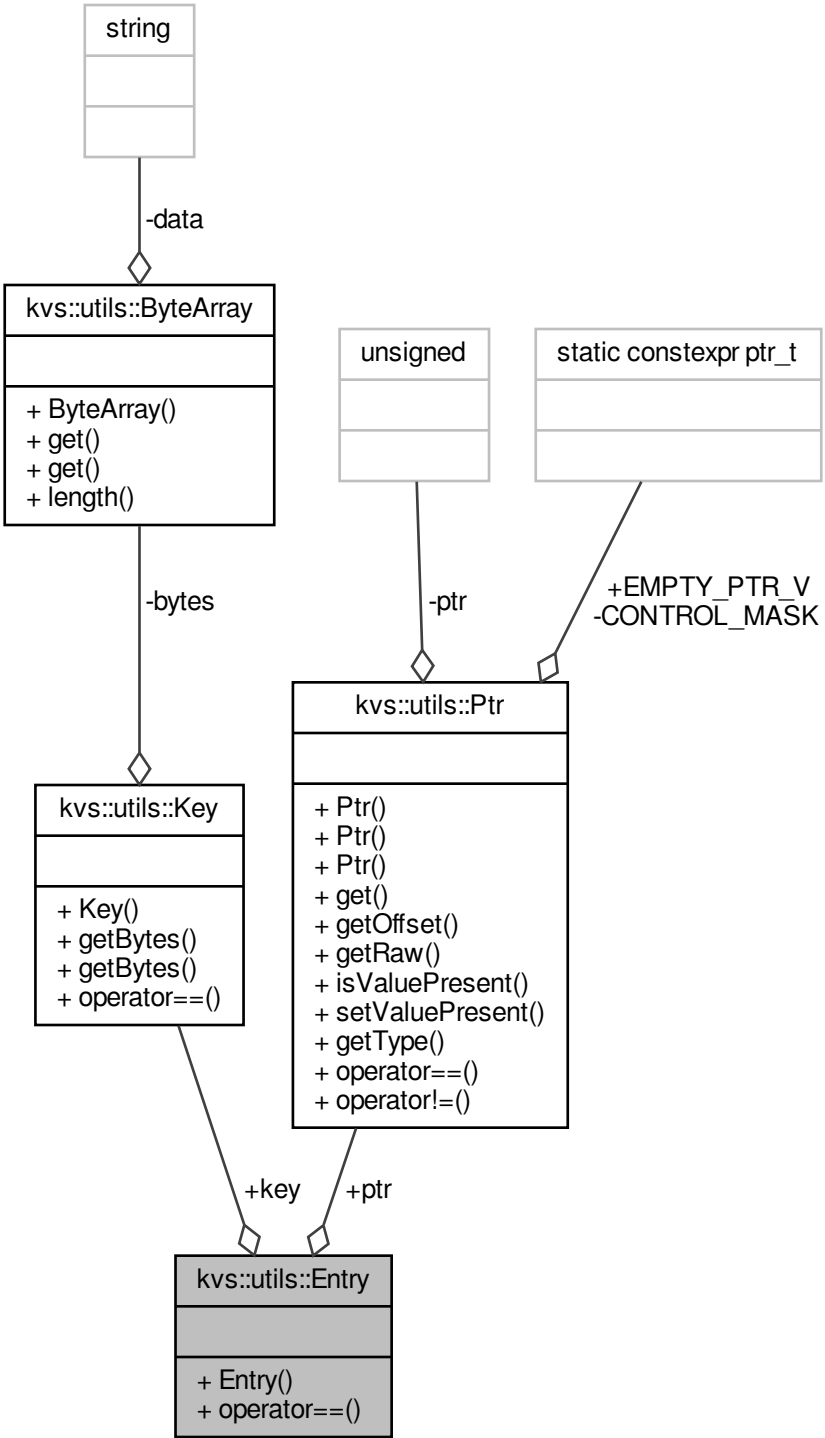 string
-data
kvs::utils::ByteArray
+ ByteArray()
+ get()
+ get()
+ length()
unsigned
static constexpr ptr_t
-bytes
-ptr
+EMPTY_PTR_V
-CONTROL_MASK
kvs::utils::Key
+ Key()
+ getBytes()
+ getBytes()
+ operator==()
kvs::utils::Ptr
+ Ptr()
+ Ptr()
+ Ptr()
+ get()
+ getOffset()
+ getRaw()
+ isValuePresent()
+ setValuePresent()
+ getType()
+ operator==()
+ operator!=()
+key
+ptr
kvs::utils::Entry
+ Entry()
+ operator==()